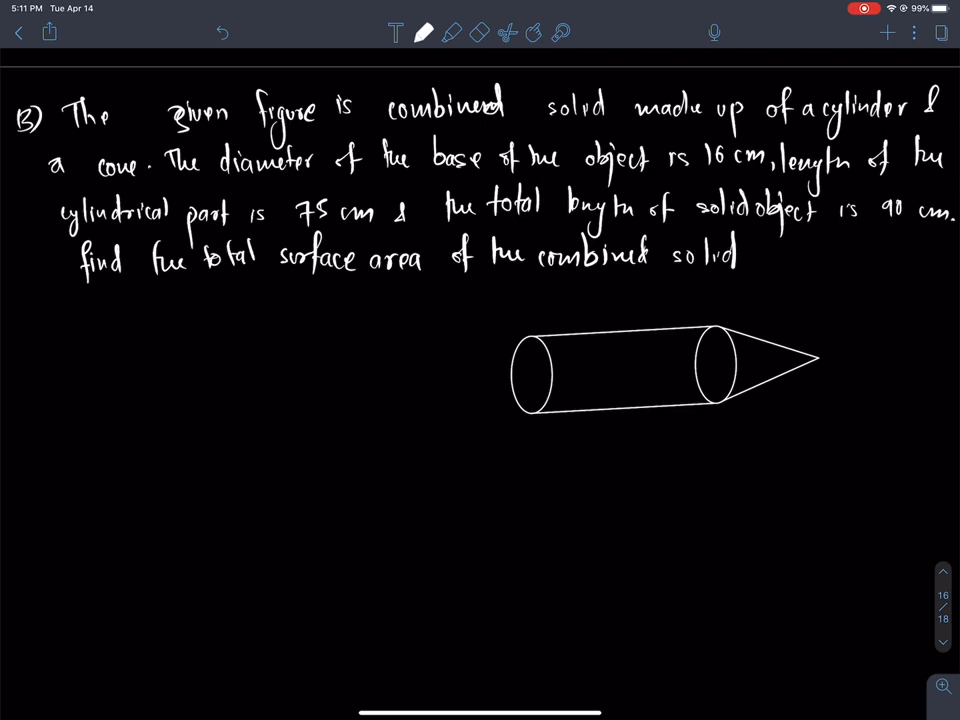 5:11 PM Tue Apr 14
99%
T
13) The given figure is combined solid made up of a cylinder &
a cone. The diameter of the base of the object is 16 cm, length of the
cylindrical part is 75 cm & the total length of solid object is 90 cm.
find the total surface area of the combined solid
16
/
18